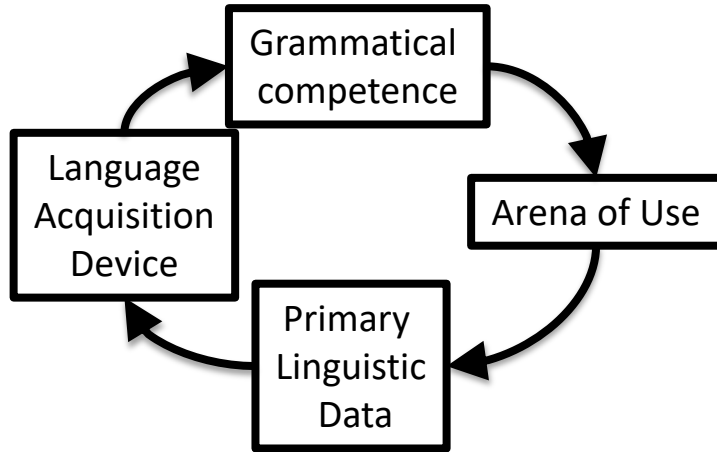 Grammatical
competence
Language
Acquisition
Device
Arena of Use
Primary
Linguistic
Data